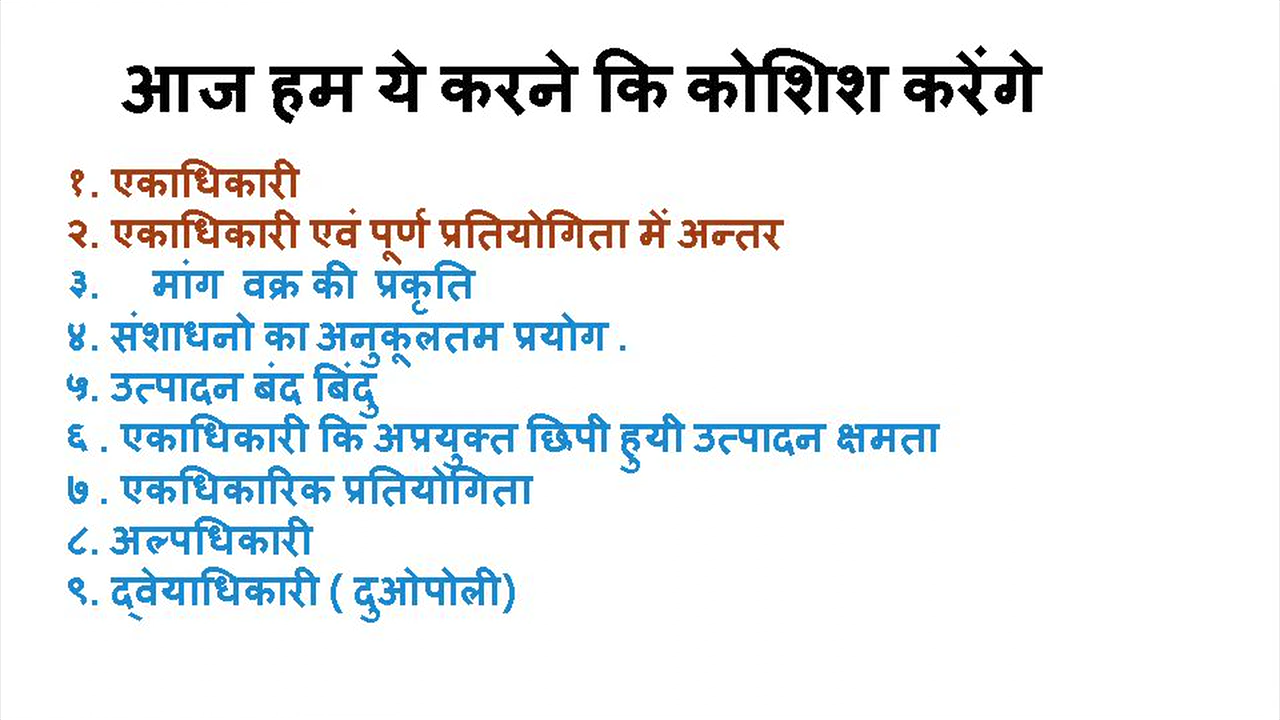 आज हम ये करने कि कोशिश करेंगे
१. एकाधिकारी
२. एकाधिकारी एवं पूर्ण प्रतियोगिता में अन्तर
३. मांग वक्र की प्रकृति
४. संशाधनो का अनुकूलतम प्रयोग .
५. उत्पादन बंद बिंदु
६ . एकाधिकारी कि अप्रयुक्त छिपी हुयी उत्पादन क्षमता
७ . एकधिकारिक प्रतियोगिता
८. अल्पधिकारी
९. द्वेयाधिकारी ( दुओपोली)